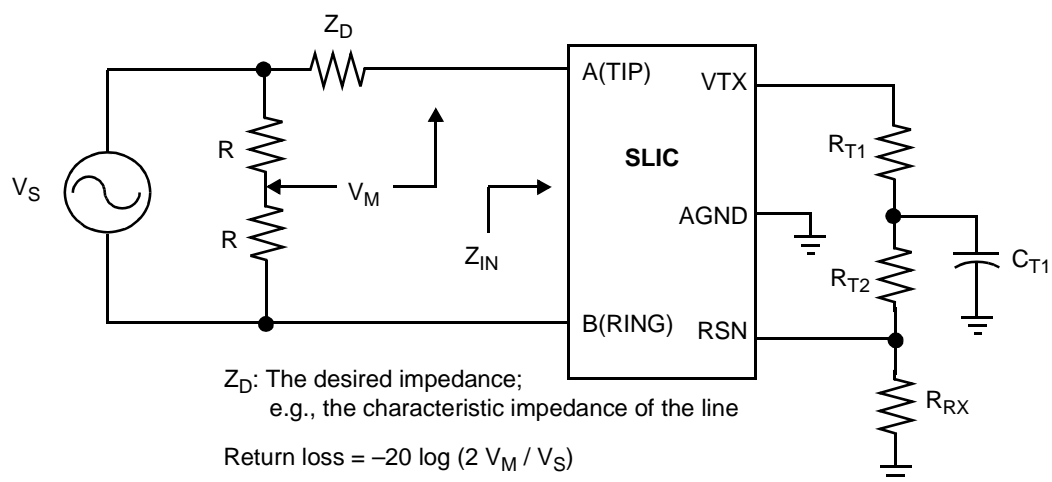 Z_D
A(TIP)
VTX
R
R_T1
SLIC
V_S
V_M
AGND
R
Z_IN
R_T2
C_T1
B(RING)
RSN
Z_D: The desired impedance;
e.g., the characteristic impedance of the line
R_RX
Return loss = –20 log (2 V_M / V_S)